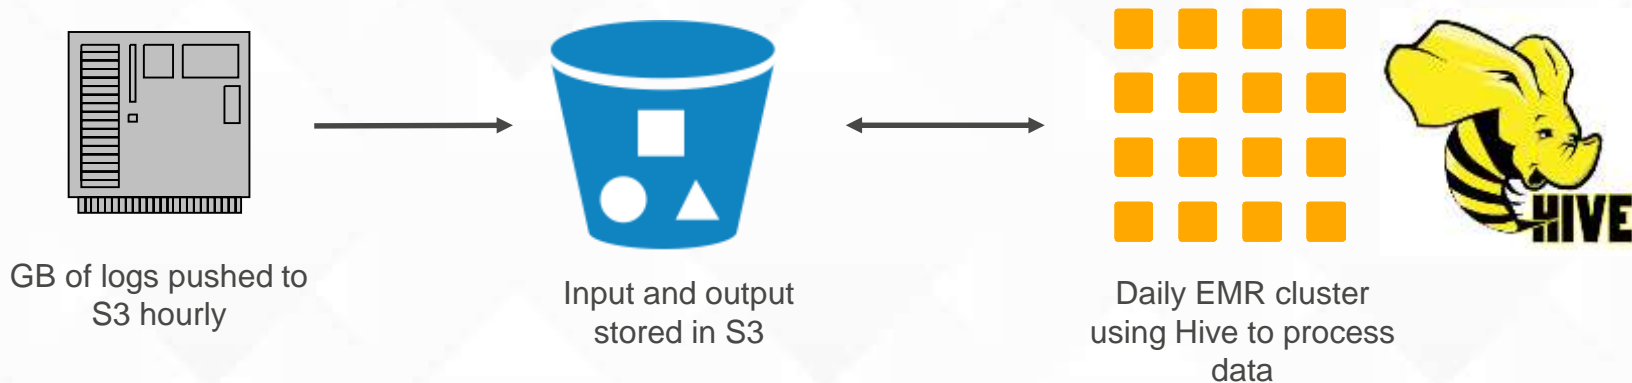 HIVE
GB of logs pushed to
S3 hourly
Input and output
stored in S3
Daily EMR cluster
using Hive to process
data